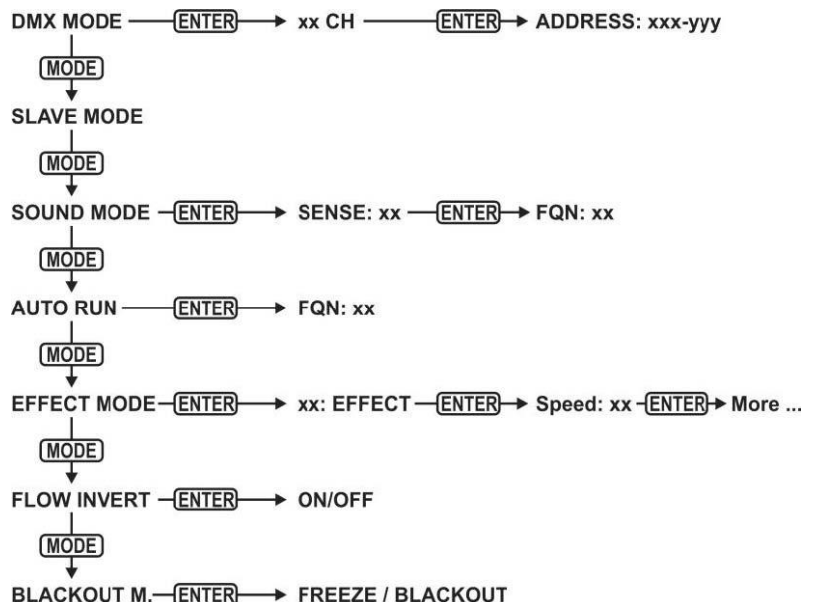 DMX MODE ENTER xx CH ENTER ADDRESS: xxx-yyy
MODE
SLAVE MODE
MODE
SOUND MODE ENTER SENSE: xx ENTER FQN: xx
MODE
AUTO RUN ENTER FQN: xx
MODE
EFFECT MODE ENTER xx: EFFECT ENTER Speed: xx ENTER More ...
MODE
FLOW INVERT ENTER ON/OFF
MODE
BLACKOUT M. ENTER FREEZE / BLACKOUT